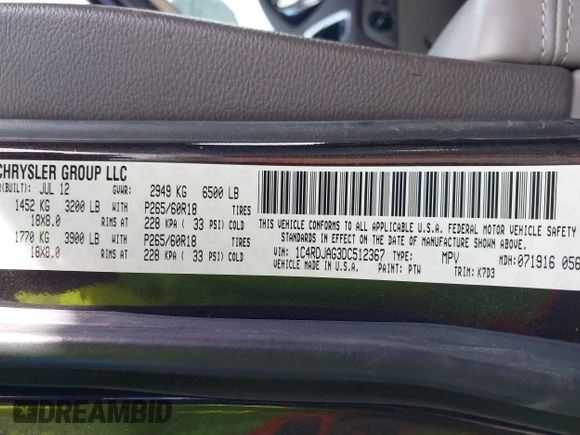 CHRYSLER GROUP LLC
(BUILT): JUL 12 GVWR: 2949 KG 6500 LB
1452 KG 3200 LB WITH P265/60R18 TIRES
18X8.0 RIMS AT 228 KPA ( 33 PSI) COLD
1770 KG 3900 LB WITH P265/60R18 TIRES
18X8.0 RIMS AT 228 KPA ( 33 PSI) COLD
THIS VEHICLE CONFORMS TO ALL APPLICABLE U.S.A. FEDERAL MOTOR VEHICLE SAFETY
STANDARDS IN EFFECT ON THE DATE OF MANUFACTURE SHOWN ABOVE.
VIN: 1C4RDJAG3DC512367 TYPE: MPV MDH: 071916 056
VEHICLE MADE IN U.S.A. PAINT: PTW TRIM: K7D3
DREAMBID